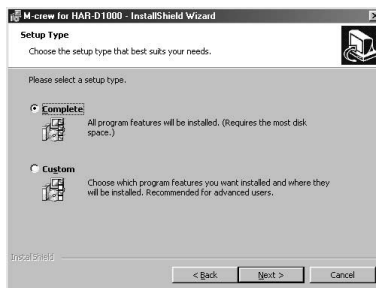 M-crew for HAR-D1000 - InstallShield Wizard
Setup Type
Choose the setup type that best suits your needs.
Please select a setup type.
Complete
All program features will be installed. (Requires the most disk
space.)
Custom
Choose which program features you want installed and where they
will be installed. Recommended for advanced users.
InstallShield
< Back Next > Cancel